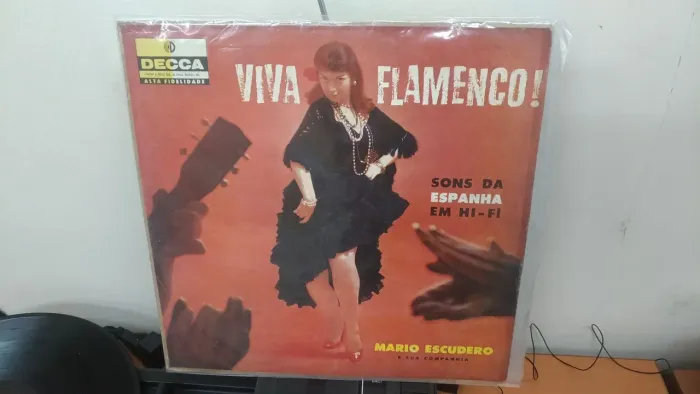 DECCA
ALTA FIDELIDADE
VIVA FLAMENCO!
SONS DA
ESPANHA
EM HI-FI
MARIO ESCUDERO
E SUA COMPANHIA